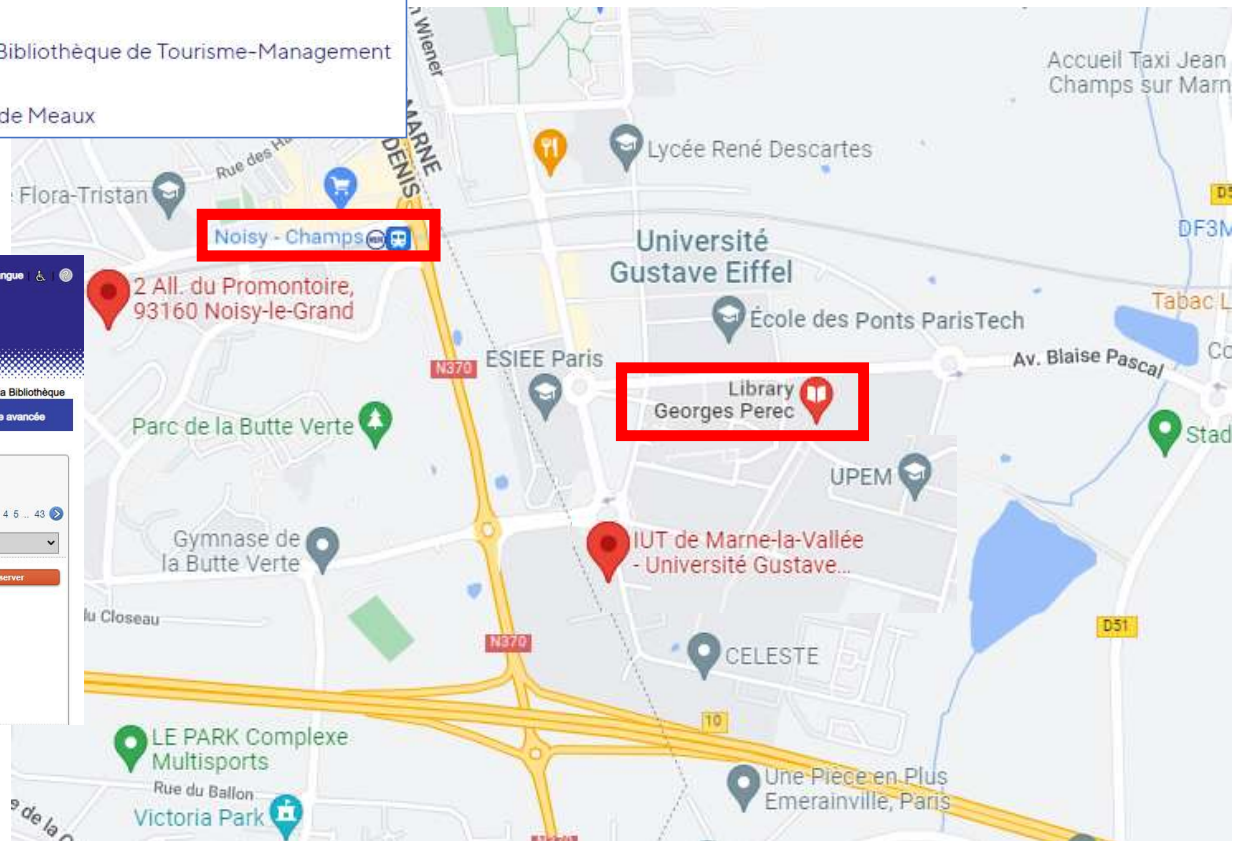 Bibliothèque de Tourisme-Management
de Meaux
Wiener
MARNE
DENIS
Rue des
Flora-Tristan
Noisy - Champs
2 All. du Promontoire,
93160 Noisy-le-Grand
Lycée René Descartes
Accueil Taxi Jean
Champs sur Marn
Université
Gustave Eiffel
École des Ponts ParisTech
DF3M
Tabac L
Av. Blaise Pascal
Co
N370
ESIEE Paris
Library
Georges Perec
Parc de la Butte Verte
Stad
UPEM
Gymnase de
la Butte Verte
IUT de Marne-la-Vallée
- Université Gustave...
du Closeau
N370
D51
CELESTE
10
LE PARK Complexe
Multisports
Rue du Ballon
Victoria Park
Une Pièce en Plus
Emerainville, Paris
de la
ngue
a Bibliothèque
e avancée
4 5 .. 43
server